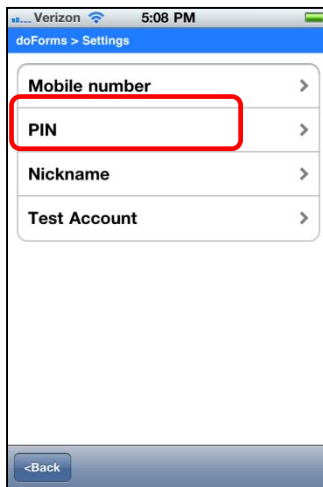 Verizon 5:08 PM
doForms > Settings
Mobile number
PIN
Nickname
Test Account
<Back